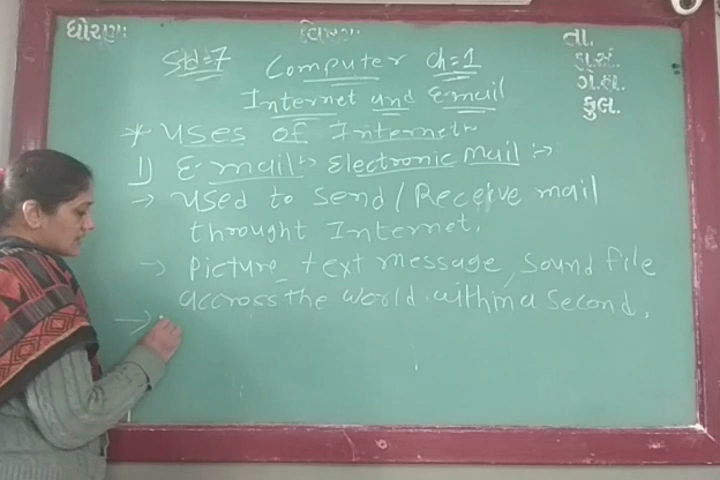 ધોરણ: વિષય: તા.
Std=7 Computer Ch=1 ક.સં.
Internet and E-mail ગે.હા.
* Uses of Internet કુલ.
1) E-mail :- Electronic Mail :-
→ Used to Send / Receive mail
throught Internet.
→ Picture, text message, Sound file
accross the world within a Second.
→